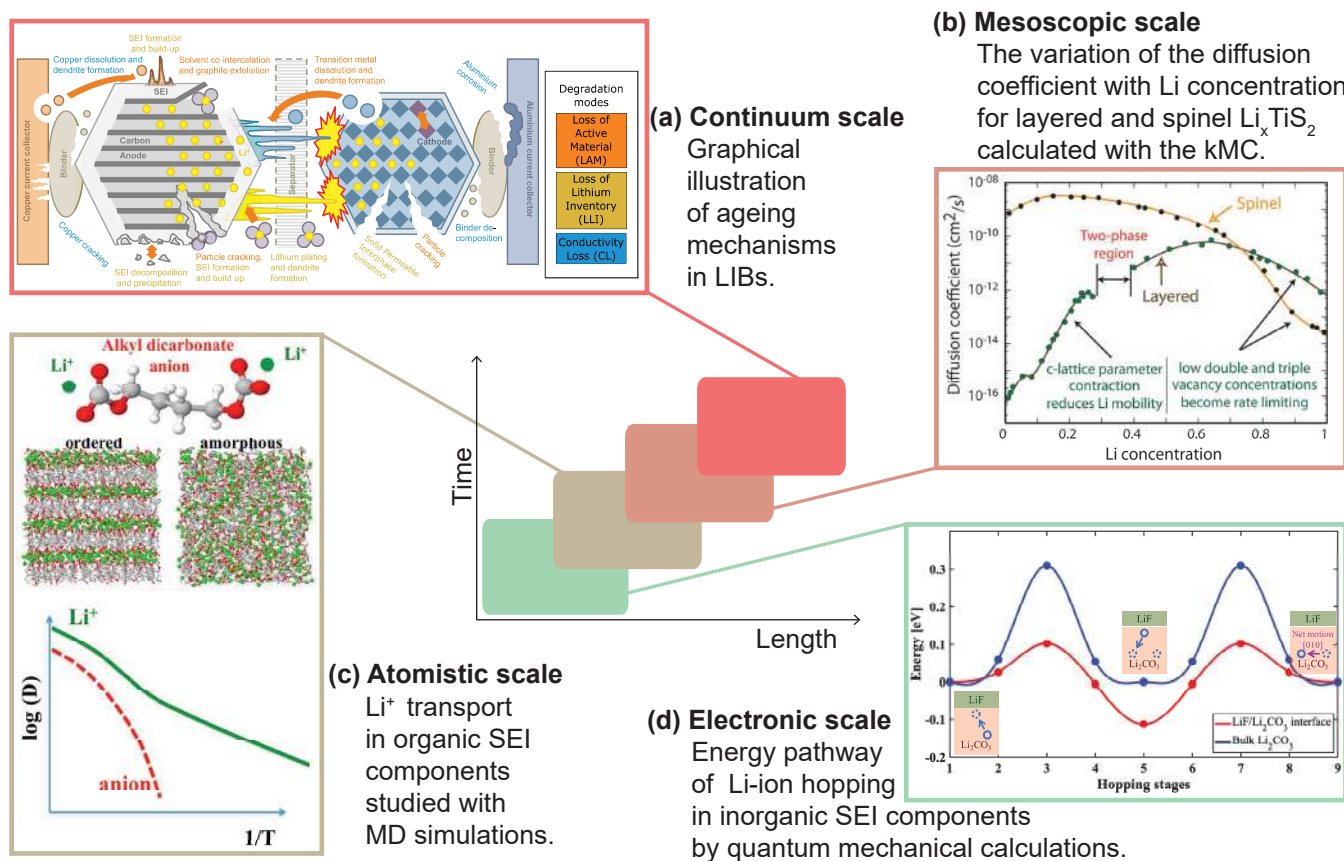 SEI formation
and build-up
Copper dissolution and
dendrite formation
Solvent co intercalation
and graphite exfoliation
Transition metal
dissolution and
dendrite formation
Aluminium
corrosion
Copper current collector
Binder
SEI
Carbon
Anode
Li+
Separator
Cathode
Binder
Aluminium current collector
Copper cracking
SEI decomposition
and precipitation
Particle cracking,
SEI formation
and build up
Lithium plating
and dendrite
formation
Solid Permeable
Interphase
formation
Particle
cracking
Binder de-
composition
Degradation
modes
Loss of
Active
Material
(LAM)
Loss of
Lithium
Inventory
(LLI)
Conductivity
Loss (CL)
(a) Continuum scale
Graphical
illustration
of ageing
mechanisms
in LIBs.
(b) Mesoscopic scale
The variation of the diffusion
coefficient with Li concentration
for layered and spinel LixTiS2
calculated with the kMC.
Diffusion coefficient (cm2/s)
10-08
10-10
10-12
10-14
10-16
Spinel
Two-phase
region
Layered
c-lattice parameter
contraction
reduces Li mobility
low double and triple
vacancy concentrations
become rate limiting
0 0.2 0.4 0.6 0.8 1
Li concentration
Alkyl dicarbonate
anion
Li+
Li+
ordered
amorphous
Li+
anion
log (D)
1/T
Time
Length
(c) Atomistic scale
Li+ transport
in organic SEI
components
studied with
MD simulations.
(d) Electronic scale
Energy pathway
of Li-ion hopping
in inorganic SEI components
by quantum mechanical calculations.
Energy [eV]
0.3
0.2
0.1
0
-0.1
0.2
LiF
Li2CO3
LiF
Li2CO3
LiF
Net motion
[010]
Li2CO3
LiF/Li2CO3 interface
Bulk Li2CO3
1 2 3 4 5 6 7 8 9
Hopping stages